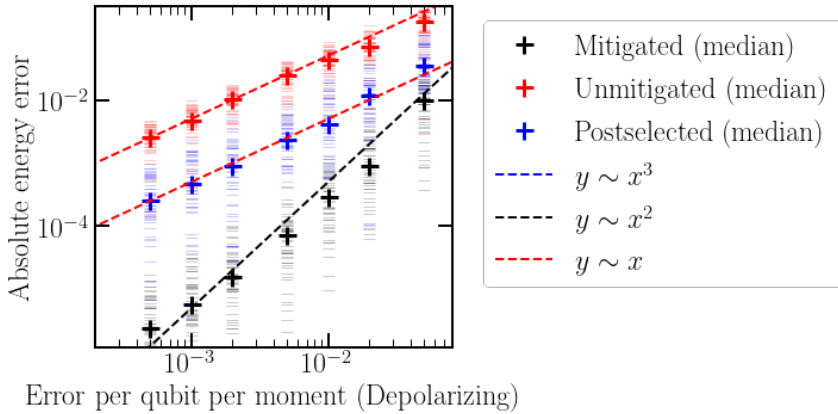 Absolute energy error
10^{-2}
10^{-4}
10^{-3}
10^{-2}
Error per qubit per moment (Depolarizing)
Mitigated (median)
Unmitigated (median)
Postselected (median)
y ∼ x^3
y ∼ x^2
y ∼ x